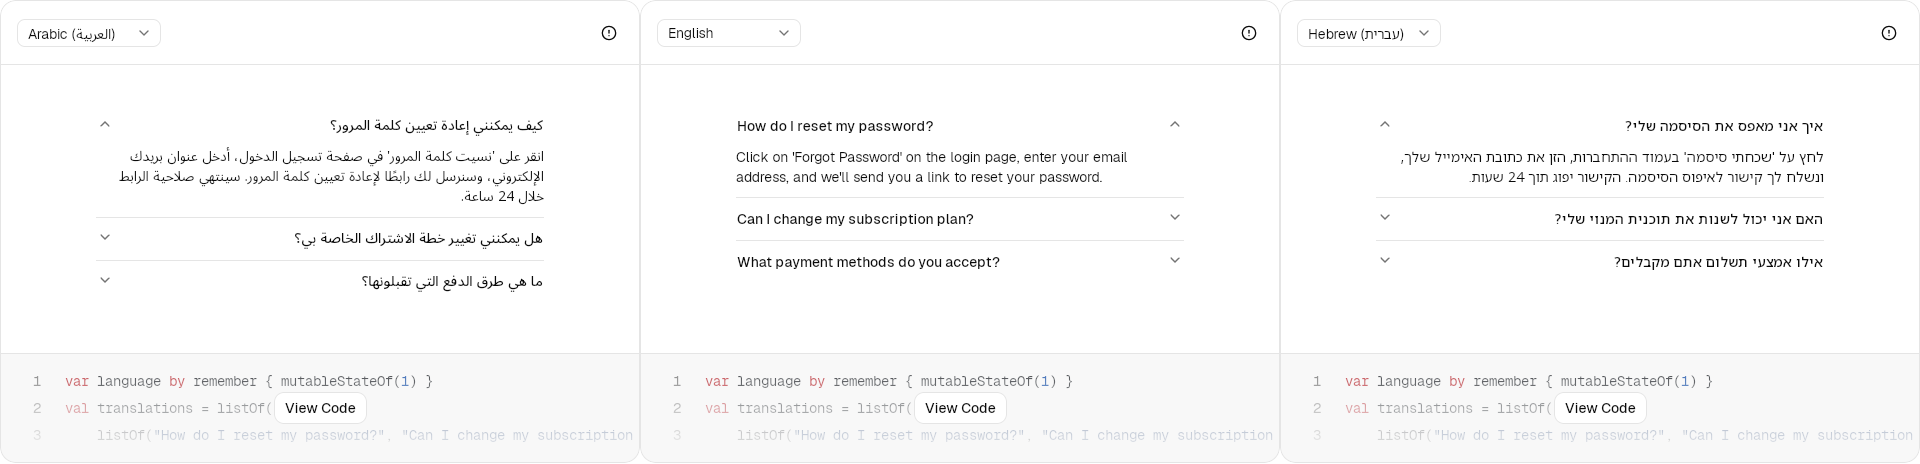 Arabic (العربية)
كيف يمكنني إعادة تعيين كلمة المرور؟
انقر على 'نسيت كلمة المرور' في صفحة تسجيل الدخول، أدخل عنوان بريدك
الإلكتروني، وسنرسل لك رابطًا لإعادة تعيين كلمة المرور. سينتهي صلاحية الرابط
خلال 24 ساعة.
هل يمكنني تغيير خطة الاشتراك الخاصة بي؟
ما هي طرق الدفع التي تقبلونها؟
1 var language by remember { mutableStateOf(1) }
2 val translations = listOf(
View Code
3 listOf("How do I reset my password?", "Can I change my subscription
English
How do I reset my password?
Click on 'Forgot Password' on the login page, enter your email
address, and we'll send you a link to reset your password.
Can I change my subscription plan?
What payment methods do you accept?
1 var language by remember { mutableStateOf(1) }
2 val translations = listOf(
View Code
3 listOf("How do I reset my password?", "Can I change my subscription
Hebrew (עברית)
איך אני מאפס את הסיסמה שלי?
לחץ על 'שכחתי סיסמה' בעמוד ההתחברות, הזן את כתובת האימייל שלך,
ונשלח לך קישור לאיפוס הסיסמה. הקישור יפוג תוך 24 שעות.
האם אני יכול לשנות את תוכנית המנוי שלי?
אילו אמצעי תשלום אתם מקבלים?
1 var language by remember { mutableStateOf(1) }
2 val translations = listOf(
View Code
3 listOf("How do I reset my password?", "Can I change my subscription